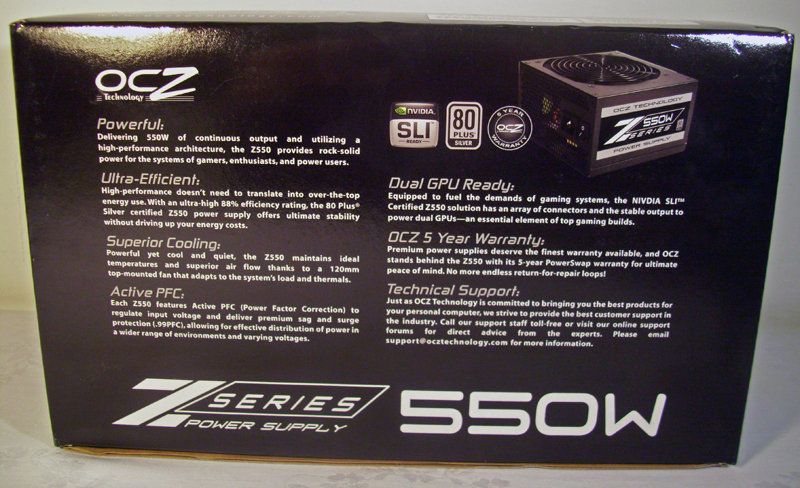 OCZ
Technology
Powerful:
Delivering 550W of continuous output and utilizing a
high-performance architecture, the Z550 provides rock-solid
power for the systems of gamers, enthusiasts, and power users.
Ultra-Efficient:
High-performance doesn't need to translate into over-the-top
energy use. With an ultra-high 88% efficiency rating, the 80 Plus®
Silver certified Z550 power supply offers ultimate stability
without driving up your energy costs.
Superior Cooling:
Powerful yet cool and quiet, the Z550 maintains ideal
temperatures and superior air flow thanks to a 120mm
top-mounted fan that adapts to the system's load and thermals.
Active PFC:
Each Z550 features Active PFC (Power Factor Correction) to
regulate input voltage and deliver premium sag and surge
protection (.99PFC), allowing for effective distribution of power in
a wider range of environments and varying voltages.
NVIDIA
SLI
READY
80
PLUS
SILVER
5 YEAR
OCZ
WARRANTY
OCZ TECHNOLOGY
Z 550W
SERIES
POWER SUPPLY
Dual GPU Ready:
Equipped to fuel the demands of gaming systems, the NIVDIA SLI™
Certified Z550 solution has an array of connectors and the stable output to
power dual GPUs—an essential element of top gaming builds.
OCZ 5 Year Warranty:
Premium power supplies deserve the finest warranty available, and OCZ
stands behind the Z550 with its 5-year PowerSwap warranty for ultimate
peace of mind. No more endless return-for-repair loops!
Technical Support:
Just as OCZ Technology is committed to bringing you the best products for
your personal computer, we strive to provide the best customer support in
the industry. Call our support staff toll-free or visit our online support
forums for direct advice from the experts. Please email
support@ocztechnology.com for more information.
Z SERIES
POWER SUPPLY
550W